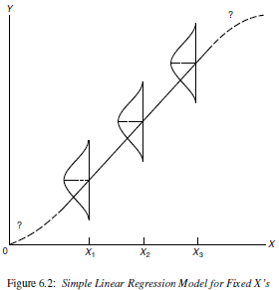 Y
?
?
0
X₁ X₂ X₃ X
Figure 6.2: Simple Linear Regression Model for Fixed X's